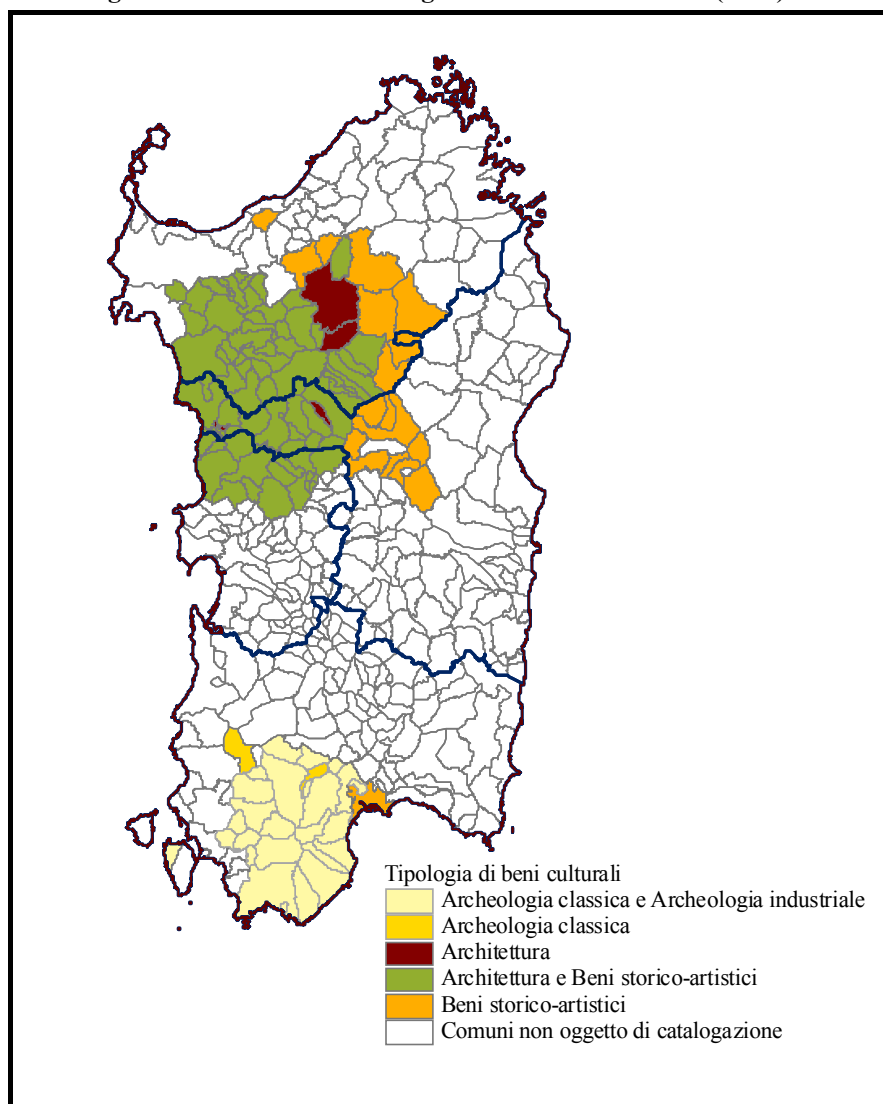 Tipologia di beni culturali
Archeologia classica e Archeologia industriale
Archeologia classica
Architettura
Architettura e Beni storico-artistici
Beni storico-artistici
Comuni non oggetto di catalogazione